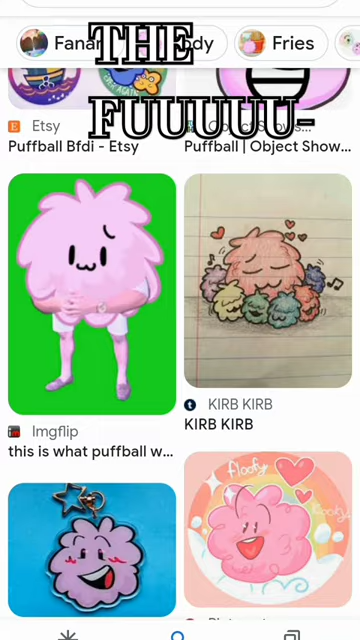 THE
Fanar
Fries
FUUUUU-
Etsy
Puffball Bfdi - Etsy
Puffball | Object Show...
Imgflip
this is what puffball w...
KIRB KIRB
KIRB KIRB
floofy